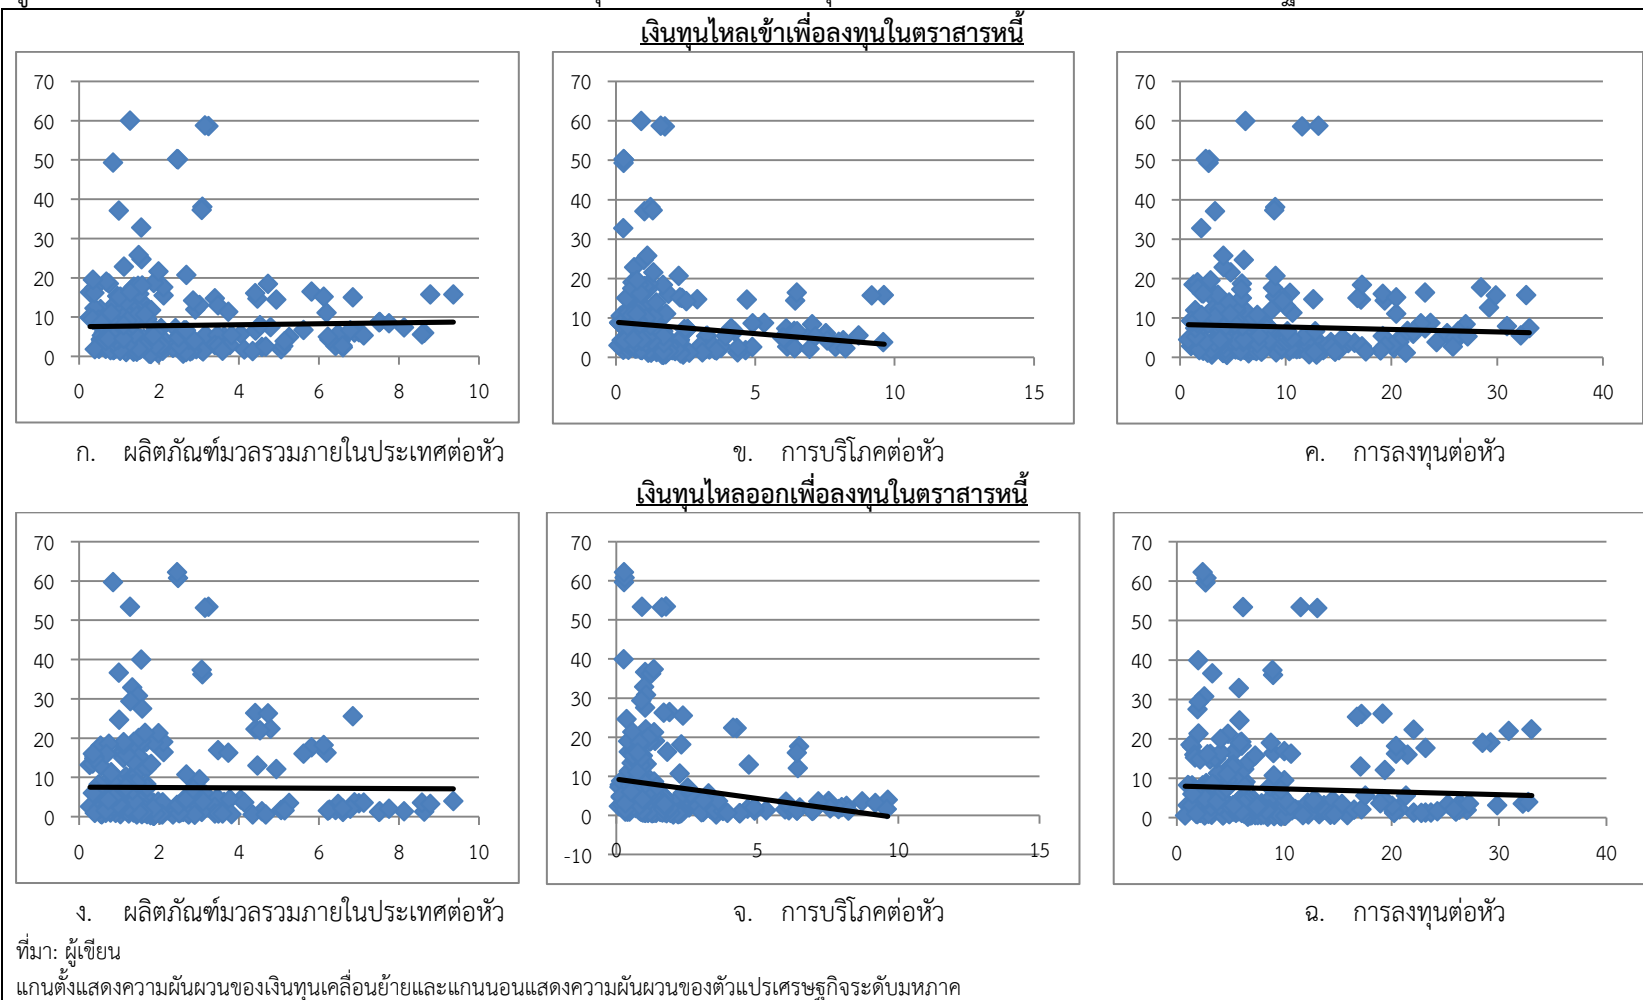 เงินทุนไหลเข้าเพื่อลงทุนในตราสารหนี้
70 70 70
60 60 60
50 50 50
40 40 40
30 30 30
20 20 20
10 10 10
0 0 0
0 2 4 6 8 10 0 5 10 15 0 10 20 30 40
ก. ผลิตภัณฑ์มวลรวมภายในประเทศต่อหัว ข. การบริโภคต่อหัว ค. การลงทุนต่อหัว
เงินทุนไหลออกเพื่อลงทุนในตราสารหนี้
70 70 70
60 60 60
50 50 50
40 40 40
30 30 30
20 20 20
10 10 10
0 0 0
0 2 4 6 8 10 -10 0 5 10 15 0 10 20 30 40
ง. ผลิตภัณฑ์มวลรวมภายในประเทศต่อหัว จ. การบริโภคต่อหัว ฉ. การลงทุนต่อหัว
ที่มา: ผู้เขียน
แกนตั้งแสดงความผันผวนของเงินทุนเคลื่อนย้ายและแกนนอนแสดงความผันผวนของตัวแปรเศรษฐกิจระดับมหภาค